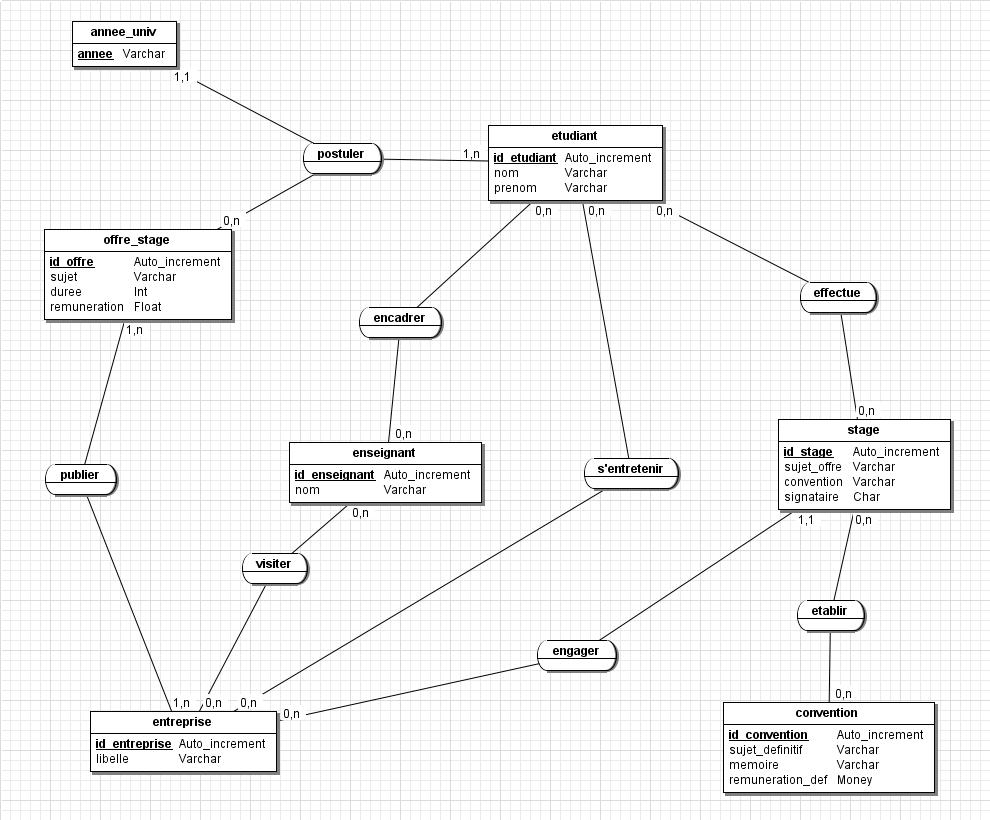 annee_univ
annee Varchar
1,1
postuler
1,n
etudiant
id_etudiant Auto_increment
nom Varchar
prenom Varchar
0,n
0,n
0,n
0,n
offre_stage
id_offre Auto_increment
sujet Varchar
duree Int
remuneration Float
1,n
encadrer
effectue
0,n
0,n
enseignant
id_enseignant Auto_increment
nom Varchar
0,n
stage
id_stage Auto_increment
sujet_offre Varchar
convention Varchar
signataire Char
1,1
0,n
publier
s'entretenir
visiter
etablir
engager
1,n
0,n
0,n
0,n
0,n
entreprise
id_entreprise Auto_increment
libelle Varchar
convention
id_convention Auto_increment
sujet_definitif Varchar
memoire Varchar
remuneration_def Money